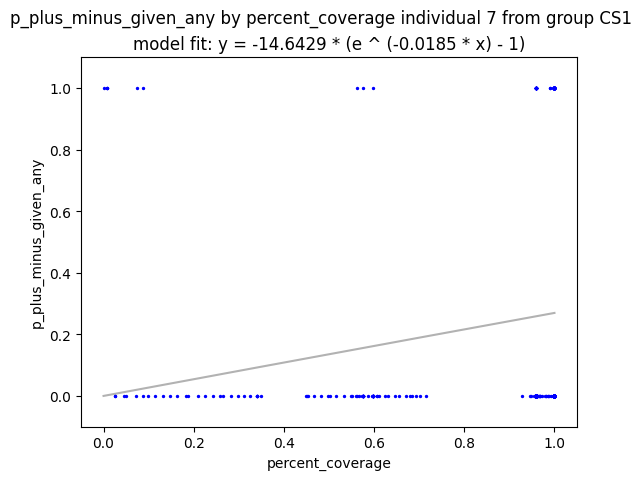 p_plus_minus_given_any by percent_coverage individual 7 from group CS1
model fit: y = -14.6429 * (e ^ (-0.0185 * x) - 1)
1.0
0.8
0.6
0.4
0.2
0.0
p_plus_minus_given_any
0.0 0.2 0.4 0.6 0.8 1.0
percent_coverage